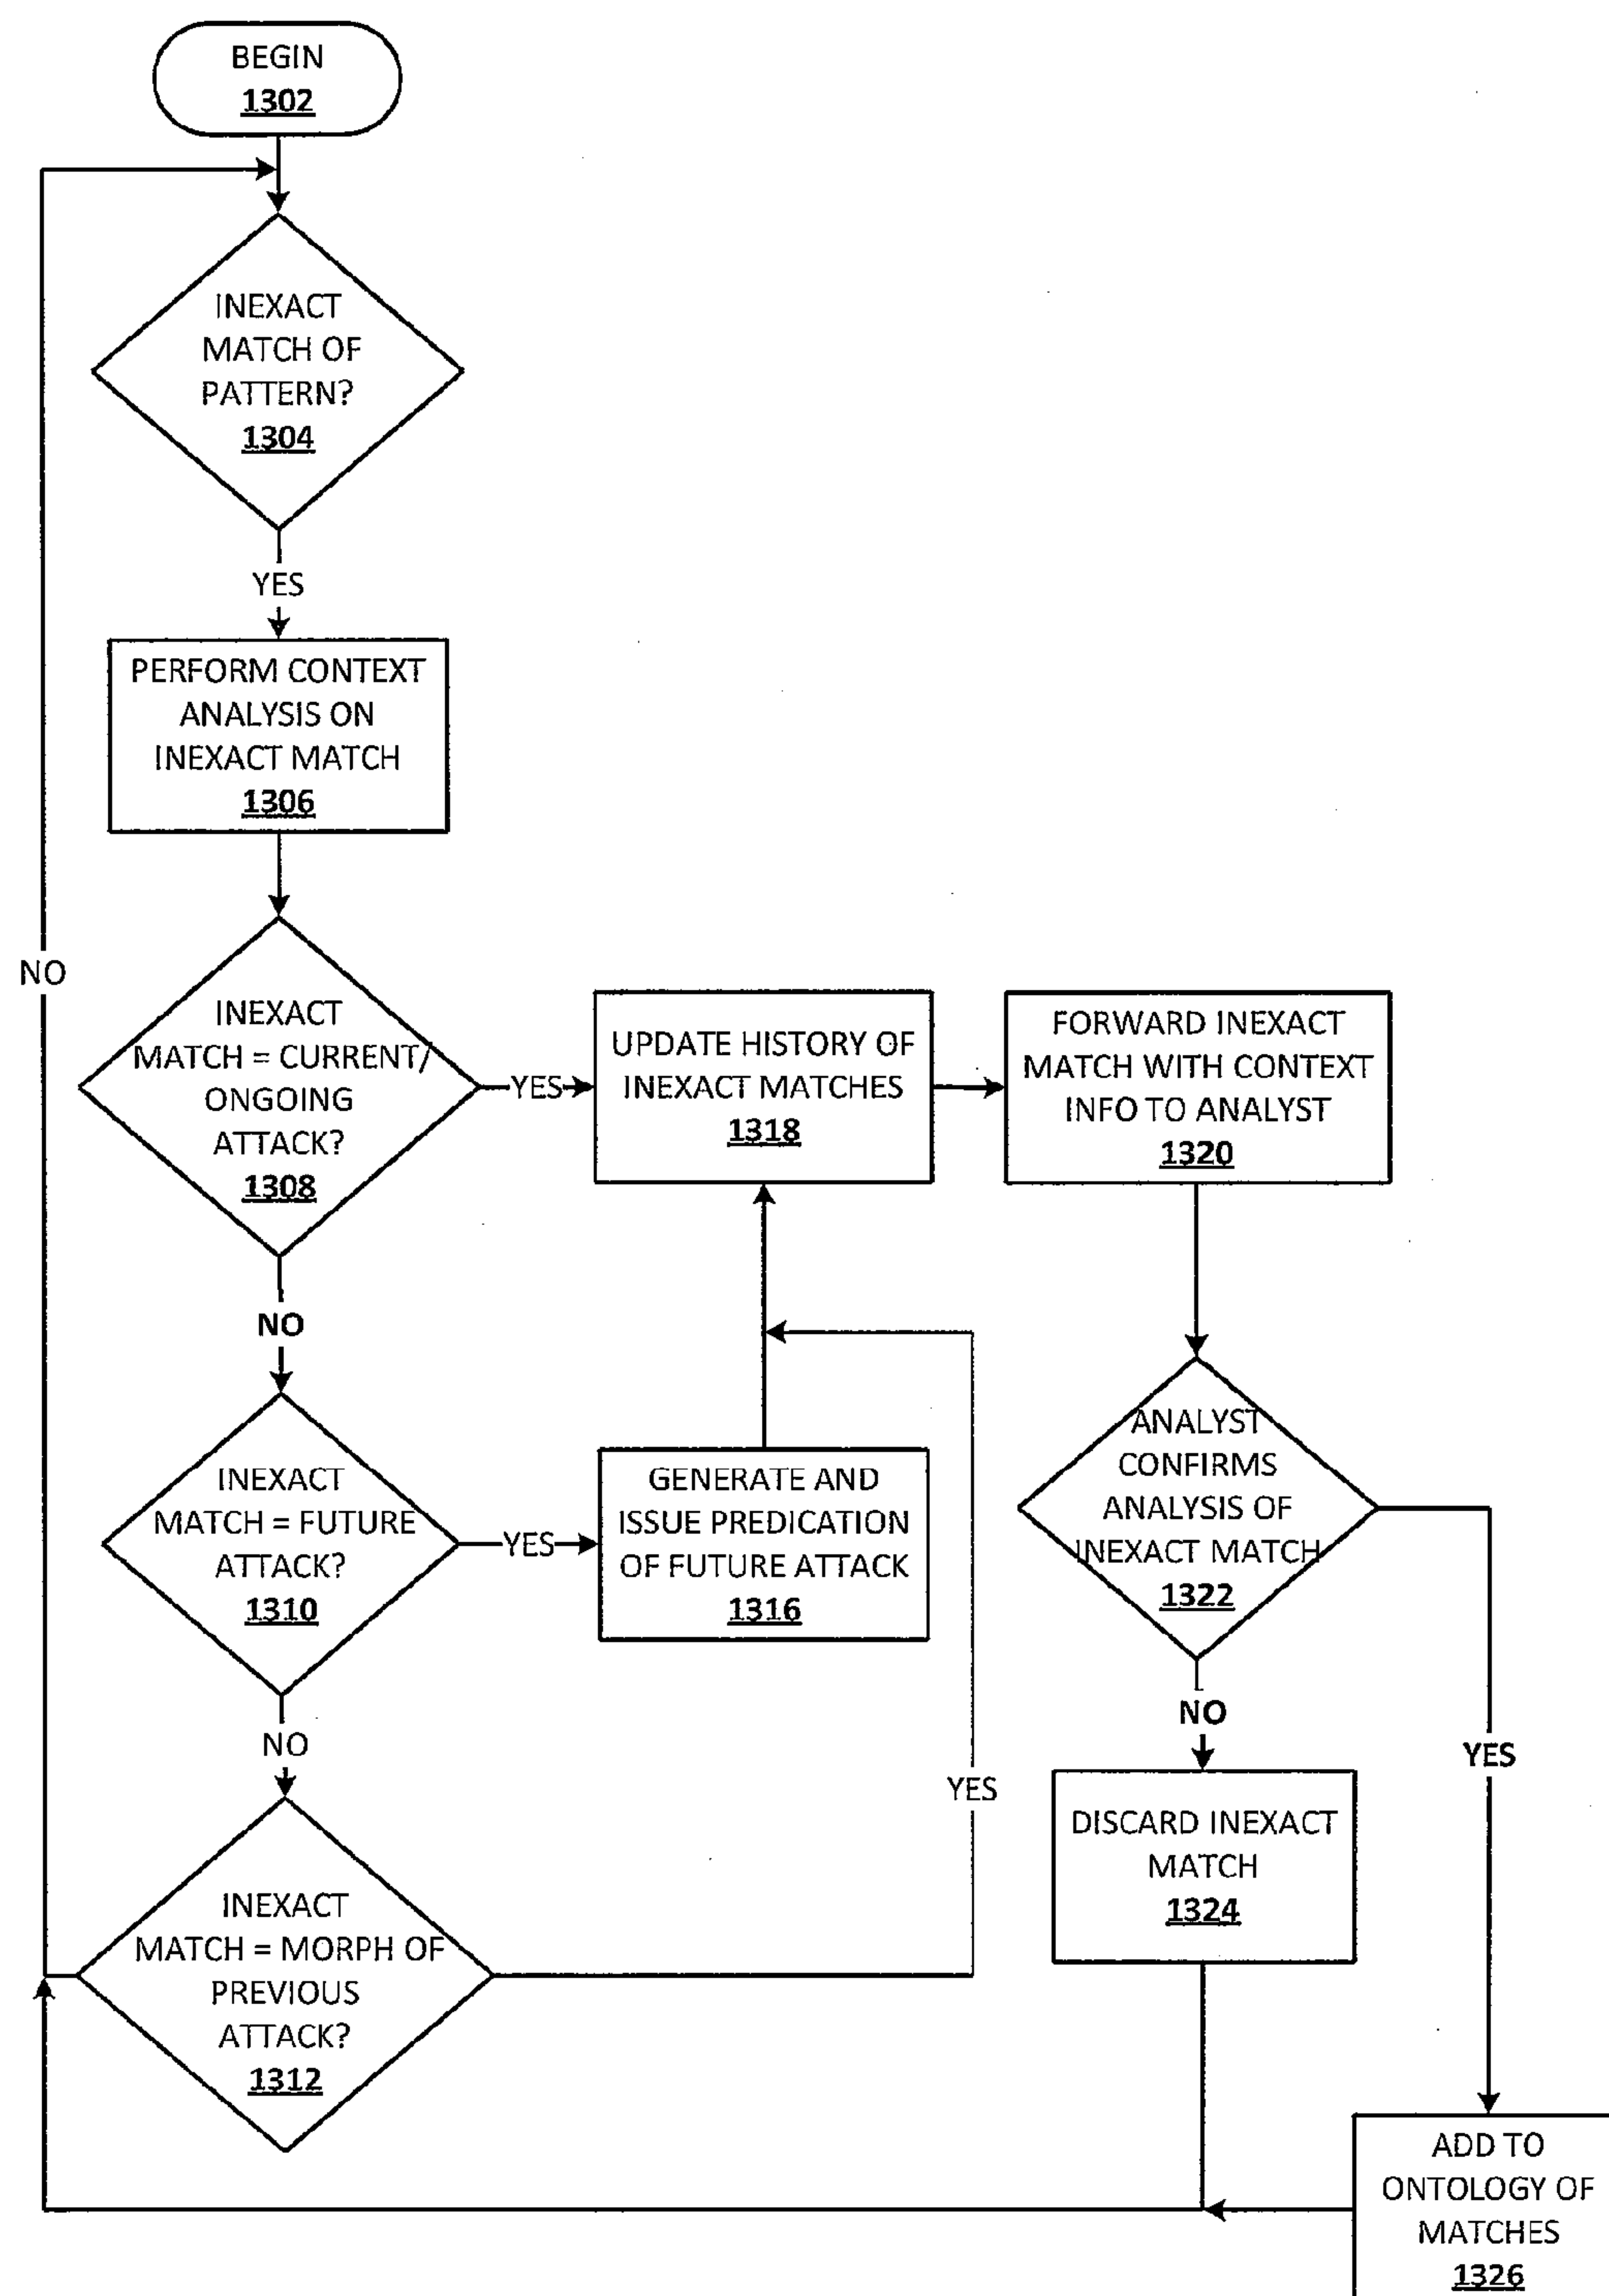 BEGIN
1302
INEXACT
MATCH OF
PATTERN?
1304
YES
PERFORM CONTEXT
ANALYSIS ON
INEXACT MATCH
1306
NO
INEXACT
MATCH = CURRENT/
ONGOING
ATTACK?
1308
YES
UPDATE HISTORY OF
INEXACT MATCHES
1318
FORWARD INEXACT
MATCH WITH CONTEXT
INFO TO ANALYST
1320
NO
INEXACT
MATCH = FUTURE
ATTACK?
1310
YES
GENERATE AND
ISSUE PREDICATION
OF FUTURE ATTACK
1316
ANALYST
CONFIRMS
ANALYSIS OF
INEXACT MATCH
1322
NO
YES
NO
YES
DISCARD INEXACT
MATCH
1324
INEXACT
MATCH = MORPH OF
PREVIOUS
ATTACK?
1312
ADD TO
ONTOLOGY OF
MATCHES
1326